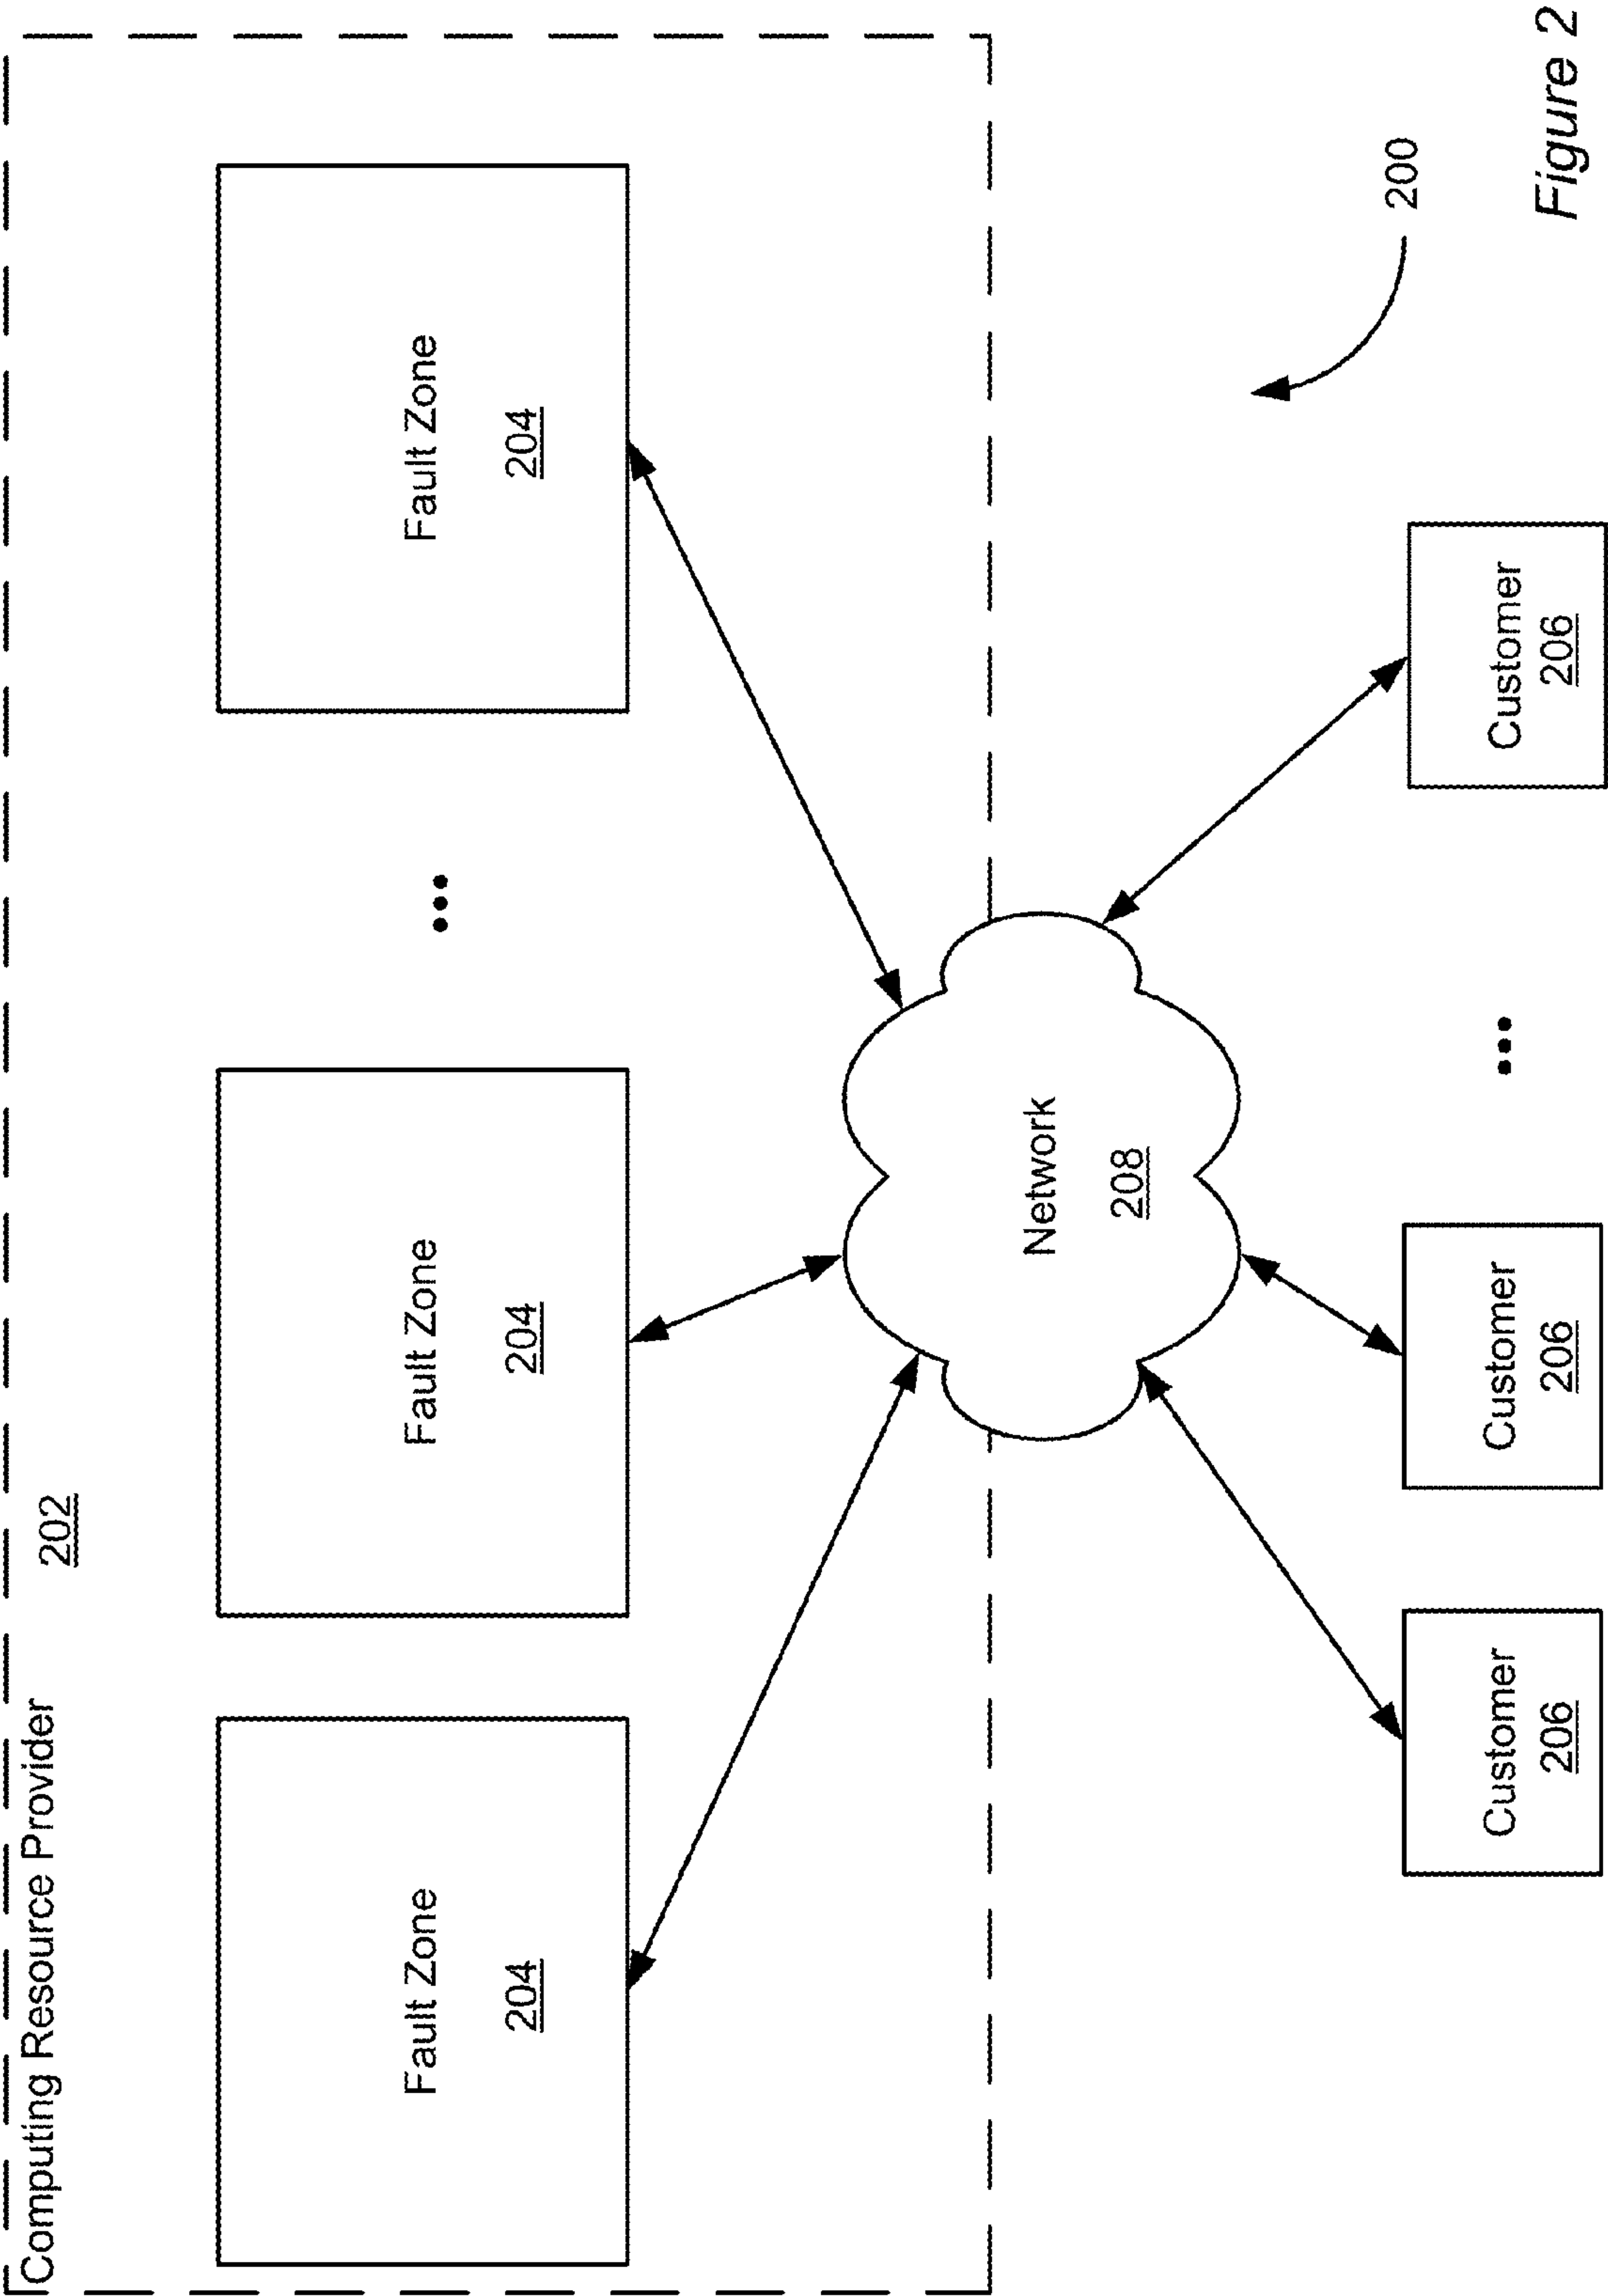 Computing Resource Provider
202
Fault Zone
204
Fault Zone
204
...
Fault Zone
204
Network
208
Customer
206
Customer
206
...
Customer
206
200
Figure 2